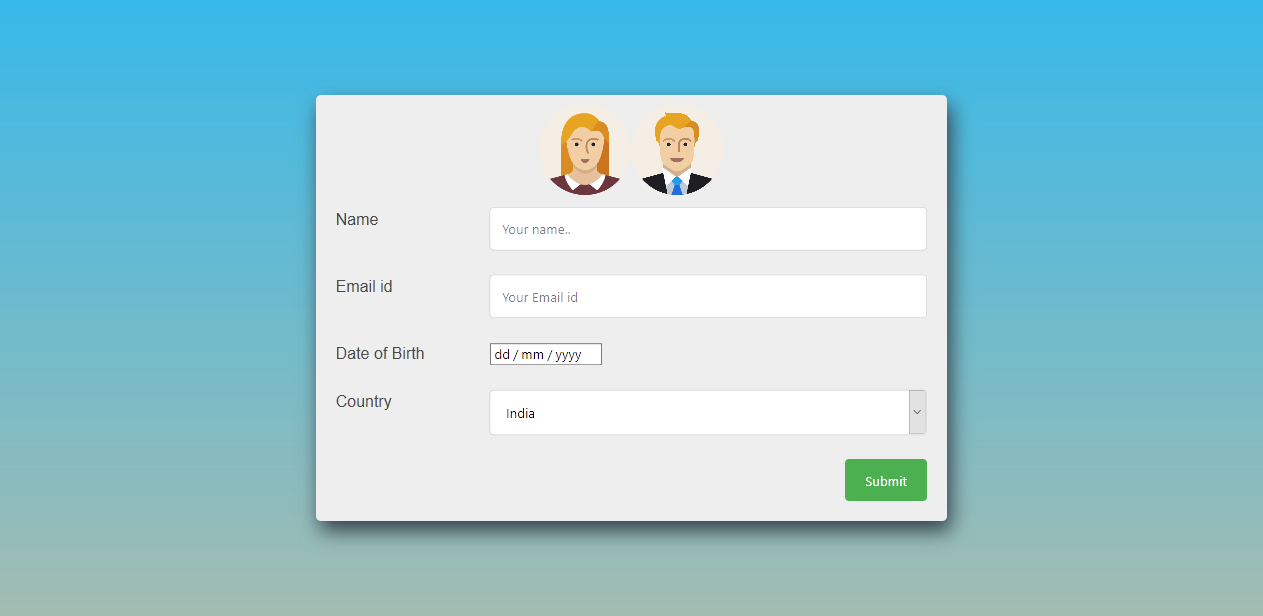 Name
Your name..
Email id
Your Email id
Date of Birth
dd / mm / yyyy
Country
India
Submit